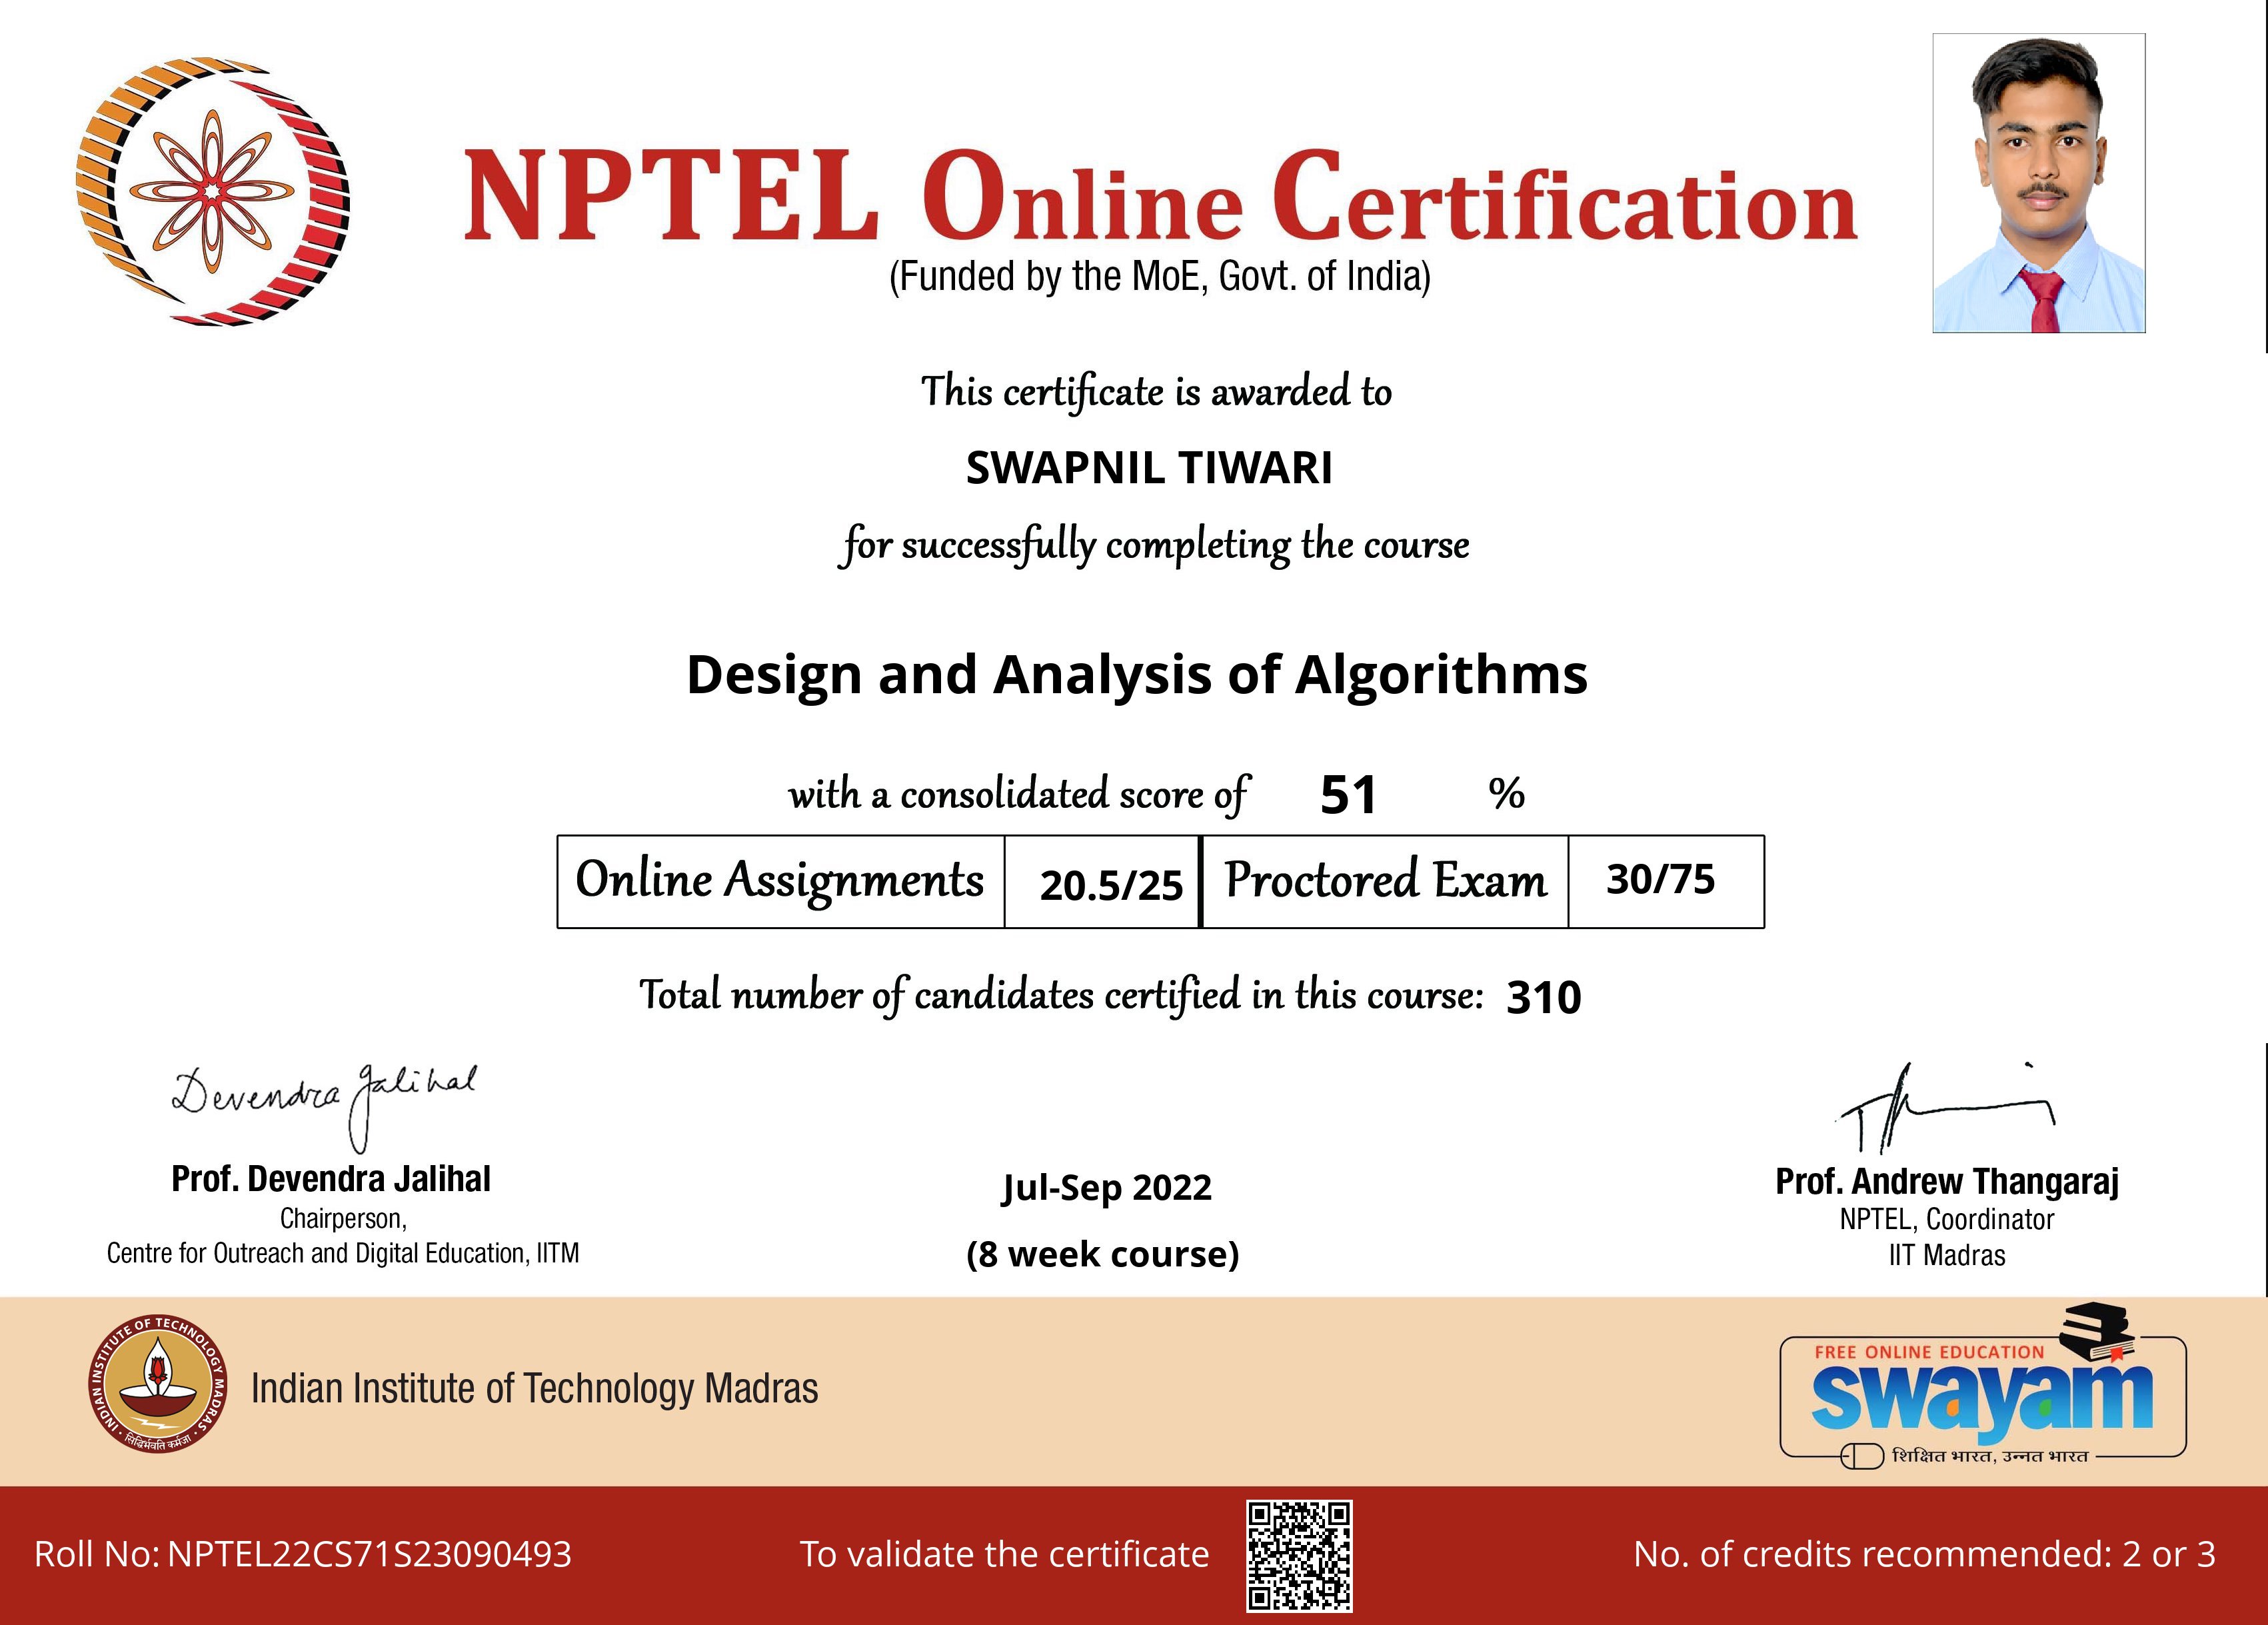 NPTEL Online Certification
(Funded by the MoE, Govt. of India)
This certificate is awarded to
SWAPNIL TIWARI
for successfully completing the course
Design and Analysis of Algorithms
with a consolidated score of 51 %
Online Assignments 20.5/25 Proctored Exam 30/75
Total number of candidates certified in this course: 310
Devendra Jalihal
Prof. Devendra Jalihal
Chairperson,
Centre for Outreach and Digital Education, IITM
Jul-Sep 2022
(8 week course)
Prof. Andrew Thangaraj
NPTEL, Coordinator
IIT Madras
INDIAN INSTITUTE OF TECHNOLOGY MADRAS
सिद्धिर्भवति कर्मजा
Indian Institute of Technology Madras
FREE ONLINE EDUCATION
swayam
शिक्षित भारत, उन्नत भारत
Roll No: NPTEL22CS71S23090493
To validate the certificate
No. of credits recommended: 2 or 3